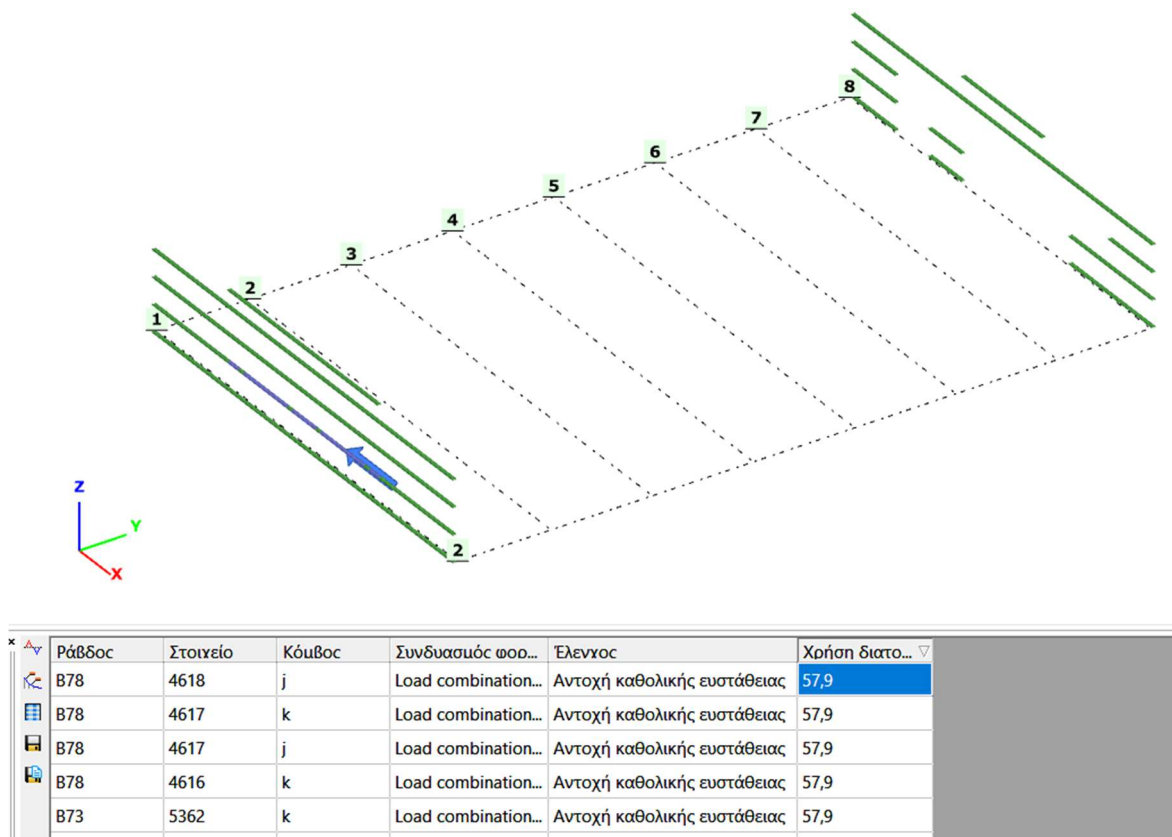 8
7
6
5
4
3
2
1
2
Z
Y
X
Ράβδος Στοιχείο Κόμβος Συνδυασμός φορ... Έλεγχος Χρήση διατο...
B78 4618 j Load combination... Αντοχή καθολικής ευστάθειας 57,9
B78 4617 k Load combination... Αντοχή καθολικής ευστάθειας 57,9
B78 4617 j Load combination... Αντοχή καθολικής ευστάθειας 57,9
B78 4616 k Load combination... Αντοχή καθολικής ευστάθειας 57,9
B73 5362 k Load combination... Αντοχή καθολικής ευστάθειας 57,9